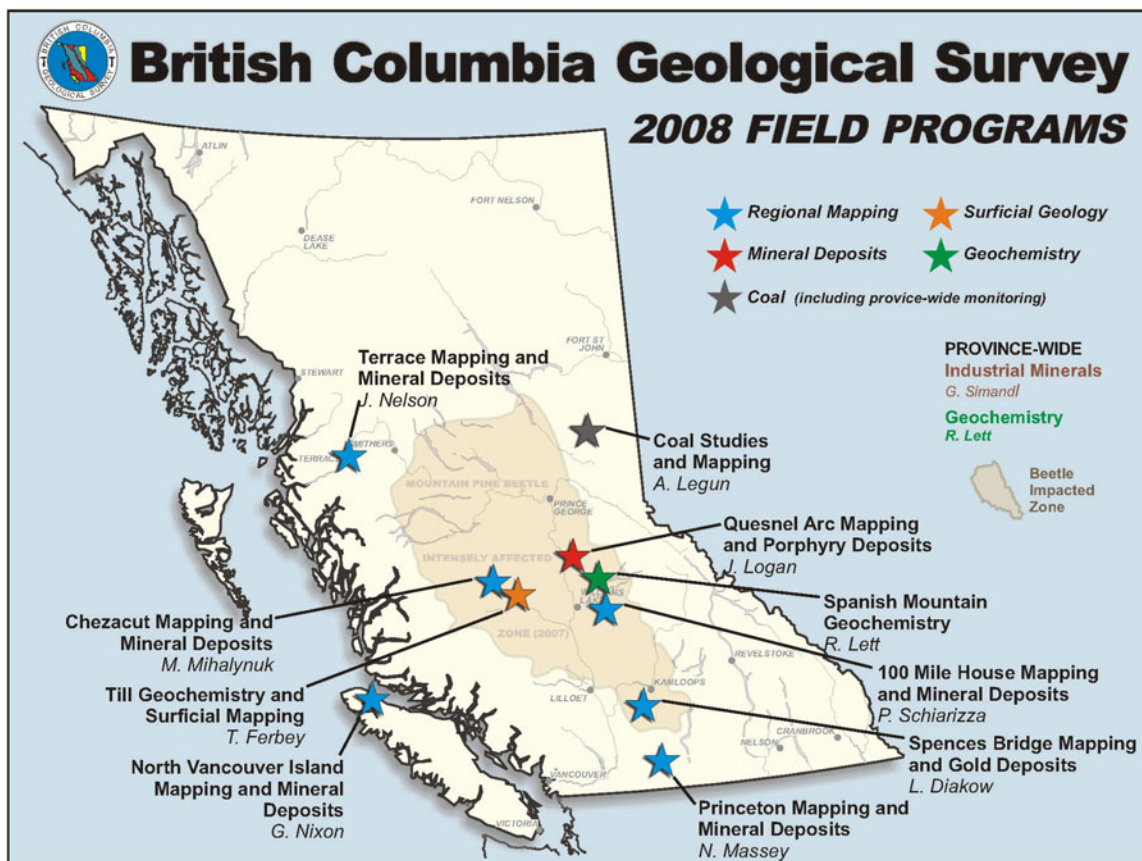 BRITISH COLUMBIA
GEOLOGICAL SURVEY
British Columbia Geological Survey
2008 FIELD PROGRAMS
Regional Mapping
Surficial Geology
Mineral Deposits
Geochemistry
Coal (including provice-wide monitoring)
PROVINCE-WIDE
Industrial Minerals
G. Simandl
Geochemistry
R. Lett
Beetle
Impacted
Zone
ATLIN
FORT NELSON
DEASE
LAKE
FORT ST
JOHN
STEWART
Terrace Mapping and
Mineral Deposits
J. Nelson
SMITHERS
TERRACE
Coal Studies
and Mapping
A. Legun
MOUNTAIN PINE BEETLE
PRINCE
GEORGE
Quesnel Arc Mapping
and Porphyry Deposits
J. Logan
INTENSELY AFFECTED
WILLIAMS
LAKE
Spanish Mountain
Geochemistry
R. Lett
Chezacut Mapping and
Mineral Deposits
M. Mihalynuk
ZONE (2007)
REVELSTOKE
100 Mile House Mapping
and Mineral Deposits
P. Schiarizza
Till Geochemistry and
Surficial Mapping
T. Ferbey
LILLOET
KAMLOOPS
Spences Bridge Mapping
and Gold Deposits
L. Diakow
NELSON
CRANBROOK
North Vancouver Island
Mapping and Mineral
Deposits
G. Nixon
VANCOUVER
VICTORIA
Princeton Mapping and
Mineral Deposits
N. Massey